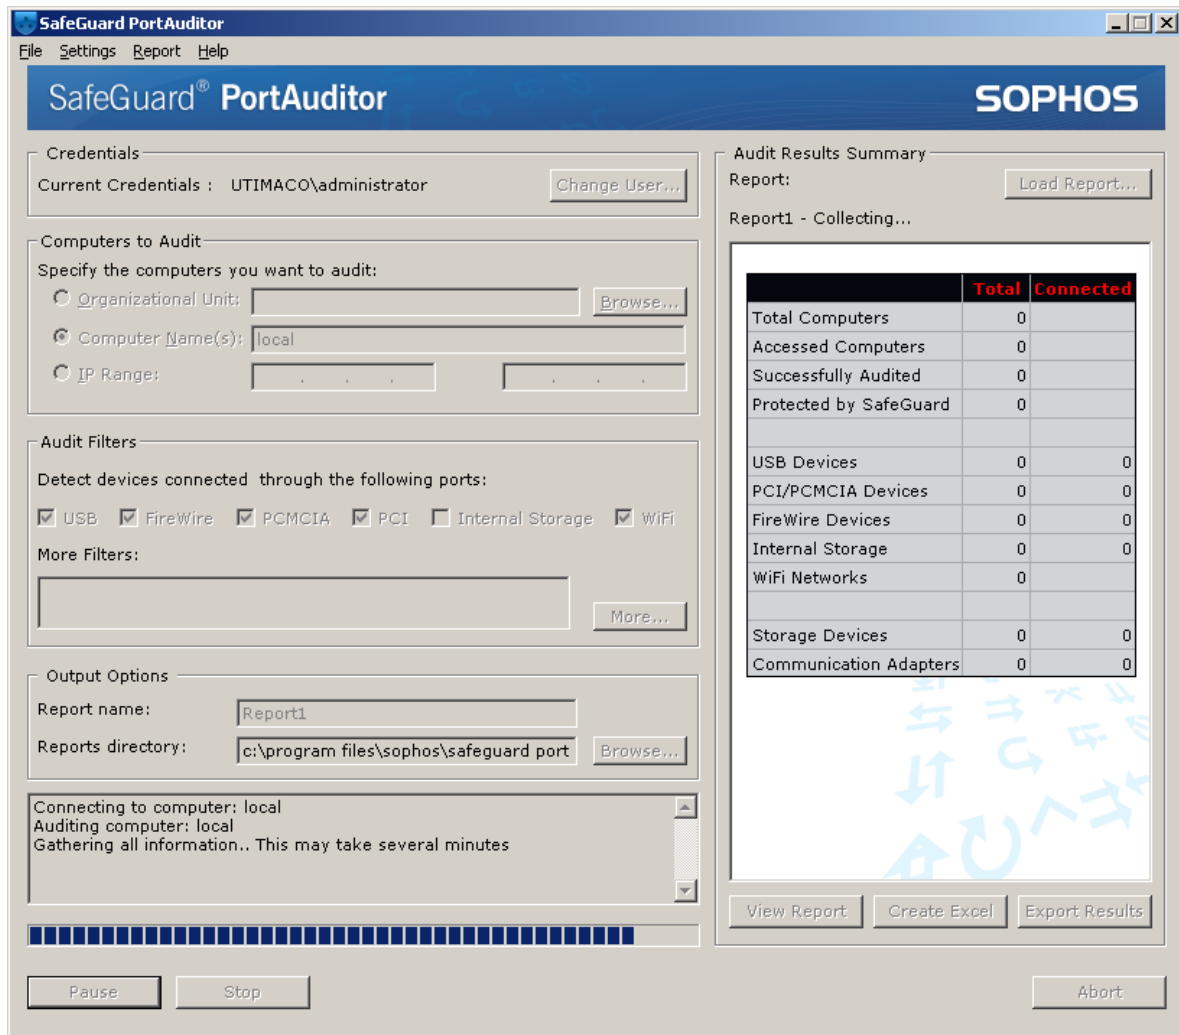 SafeGuard PortAuditor
File Settings Report Help
SafeGuard® PortAuditor
SOPHOS
Credentials
Current Credentials : UTIMACO\administrator
Change User...
Computers to Audit
Specify the computers you want to audit:
Organizational Unit:
Browse...
Computer Name(s): local
IP Range: . . . . . .
Audit Filters
Detect devices connected through the following ports:
USB FireWire PCMCIA PCI Internal Storage WiFi
More Filters:
More...
Output Options
Report name: Report1
Reports directory: c:\program files\sophos\safeguard port
Browse...
Connecting to computer: local
Auditing computer: local
Gathering all information.. This may take several minutes
Pause Stop
Audit Results Summary
Report:
Load Report...
Report1 - Collecting...
Total Connected
Total Computers 0
Accessed Computers 0
Successfully Audited 0
Protected by SafeGuard 0
USB Devices 0 0
PCI/PCMCIA Devices 0 0
FireWire Devices 0 0
Internal Storage 0 0
WiFi Networks 0
Storage Devices 0 0
Communication Adapters 0 0
View Report Create Excel Export Results
Abort